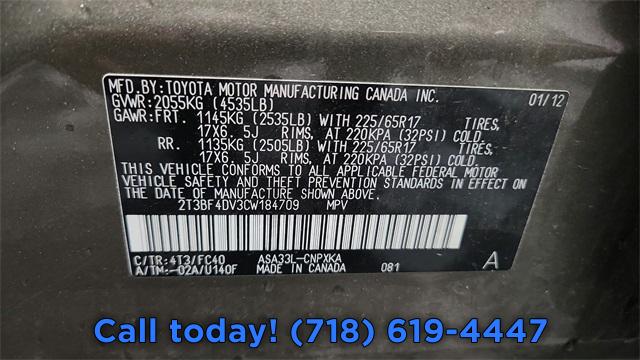 MFD.BY:TOYOTA MOTOR MANUFACTURING CANADA INC. 01/12
GVWR:2055KG (4535LB)
GAWR:FRT. 1145KG (2535LB) WITH 225/65R17 TIRES,
17X6. 5J RIMS, AT 220KPA (32PSI) COLD,
RR. 1135KG (2505LB) WITH 225/65R17 TIRES,
17X6. 5J RIMS, AT 220KPA (32PSI) COLD.
THIS VEHICLE CONFORMS TO ALL APPLICABLE FEDERAL MOTOR
VEHICLE SAFETY AND THEFT PREVENTION STANDARDS IN EFFECT ON
THE DATE OF MANUFACTURE SHOWN ABOVE.
2T3BF4DV3CW184709 MPV
C/TR:4T3/FC40 ASA33L-CNPXKA
A/TM:-02A/U140F MADE IN CANADA 081 A
Call today! (718) 619-4447